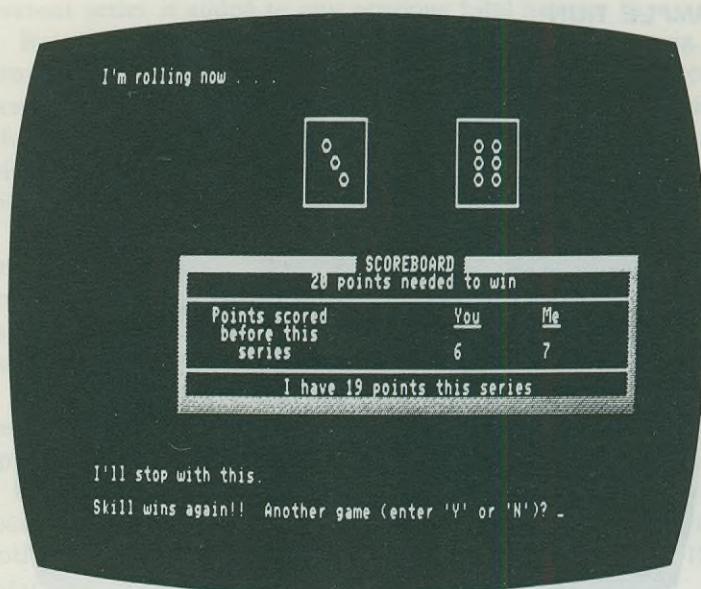 I'm rolling now . . .
SCOREBOARD
20 points needed to win
Points scored You Me
before this
series 6 7
I have 19 points this series
I'll stop with this.
Skill wins again!! Another game (enter 'Y' or 'N')? _